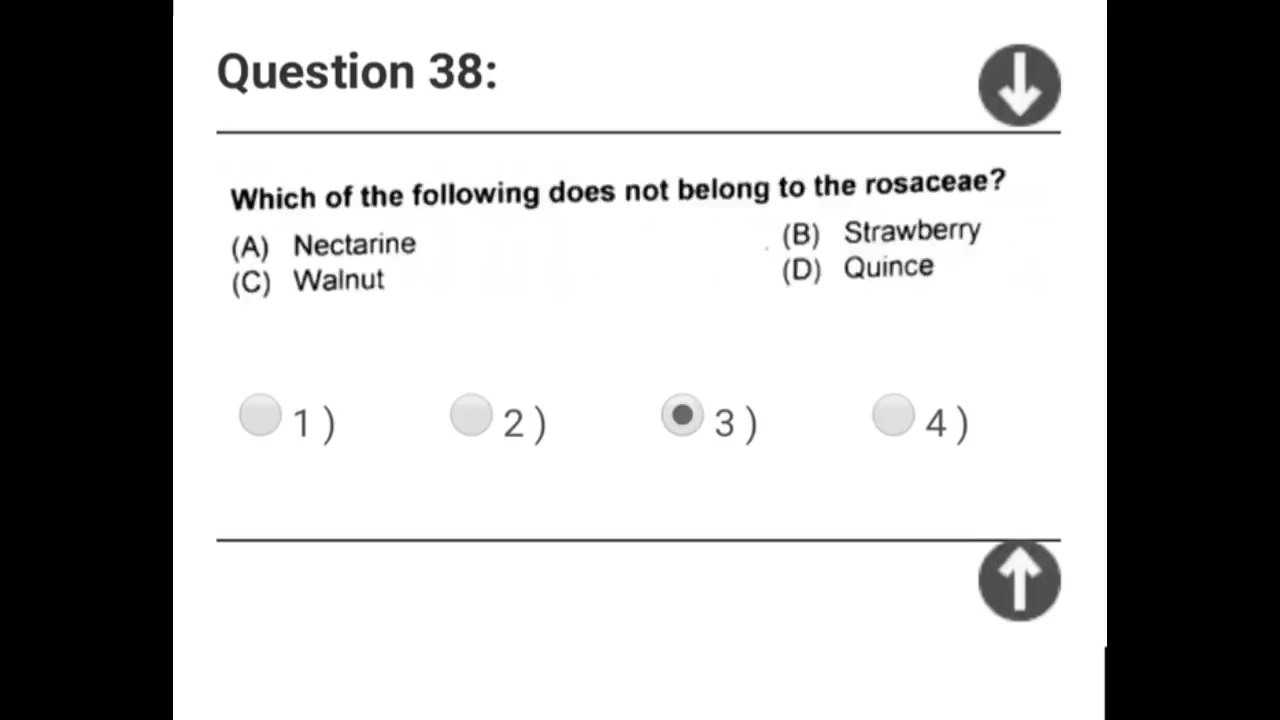 Question 38:
Which of the following does not belong to the rosaceae?
(A) Nectarine (B) Strawberry
(C) Walnut (D) Quince
1 ) 2 ) 3 ) 4 )